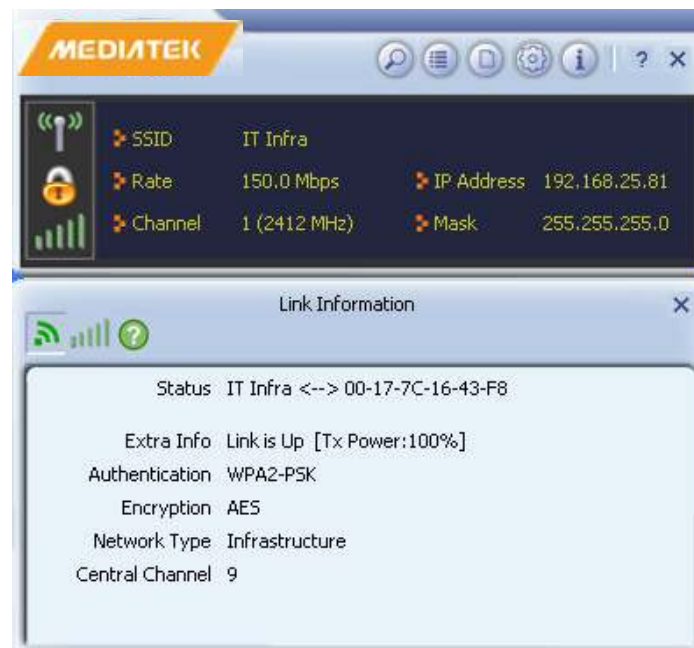 MEDIATEK
? ×
SSID IT Infra
Rate 150.0 Mbps IP Address 192.168.25.81
Channel 1 (2412 MHz) Mask 255.255.255.0
Link Information
Status IT Infra <--> 00-17-7C-16-43-F8
Extra Info Link is Up [Tx Power:100%]
Authentication WPA2-PSK
Encryption AES
Network Type Infrastructure
Central Channel 9